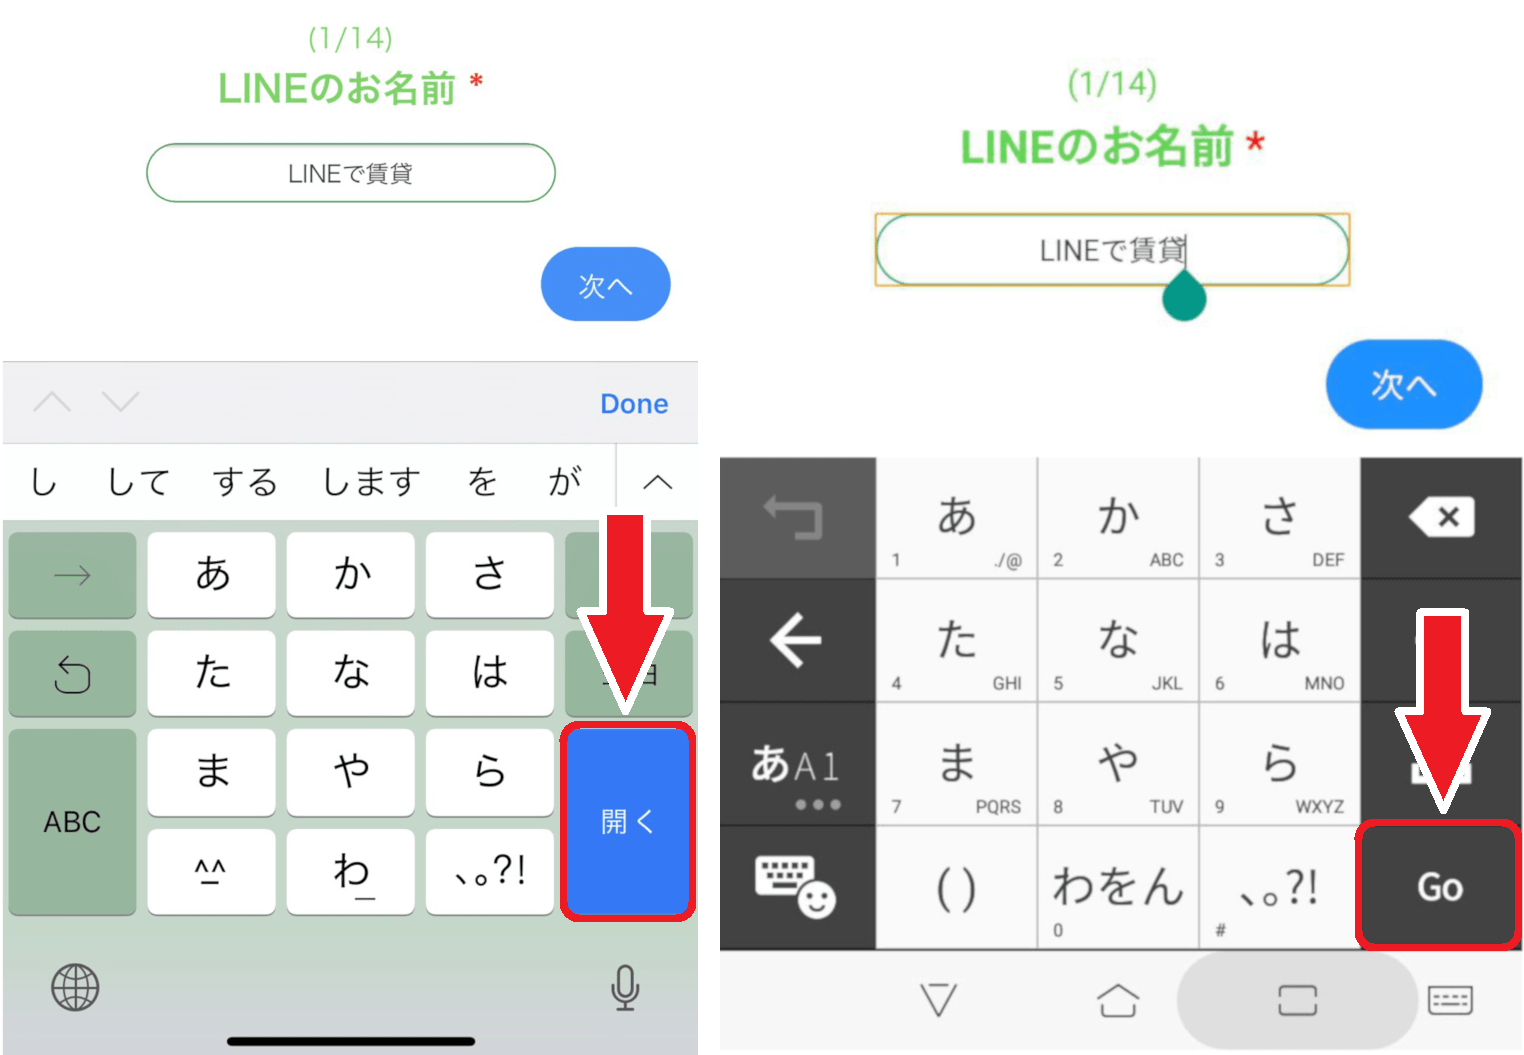 (1/14)
LINEのお名前 *
LINEで賃貸
次へ
Done
し して する します を が
あ か さ
た な は
ま や ら
ABC
開く
^^ わ 、。?!
(1/14)
LINEのお名前 *
LINEで賃貸
次へ
あ か さ
1 ./@ 2 ABC 3 DEF
た な は
4 GHI 5 JKL 6 MNO
あA1 ま や ら
7 PQRS 8 TUV 9 WXYZ
() わをん 、。?! Go
0 #